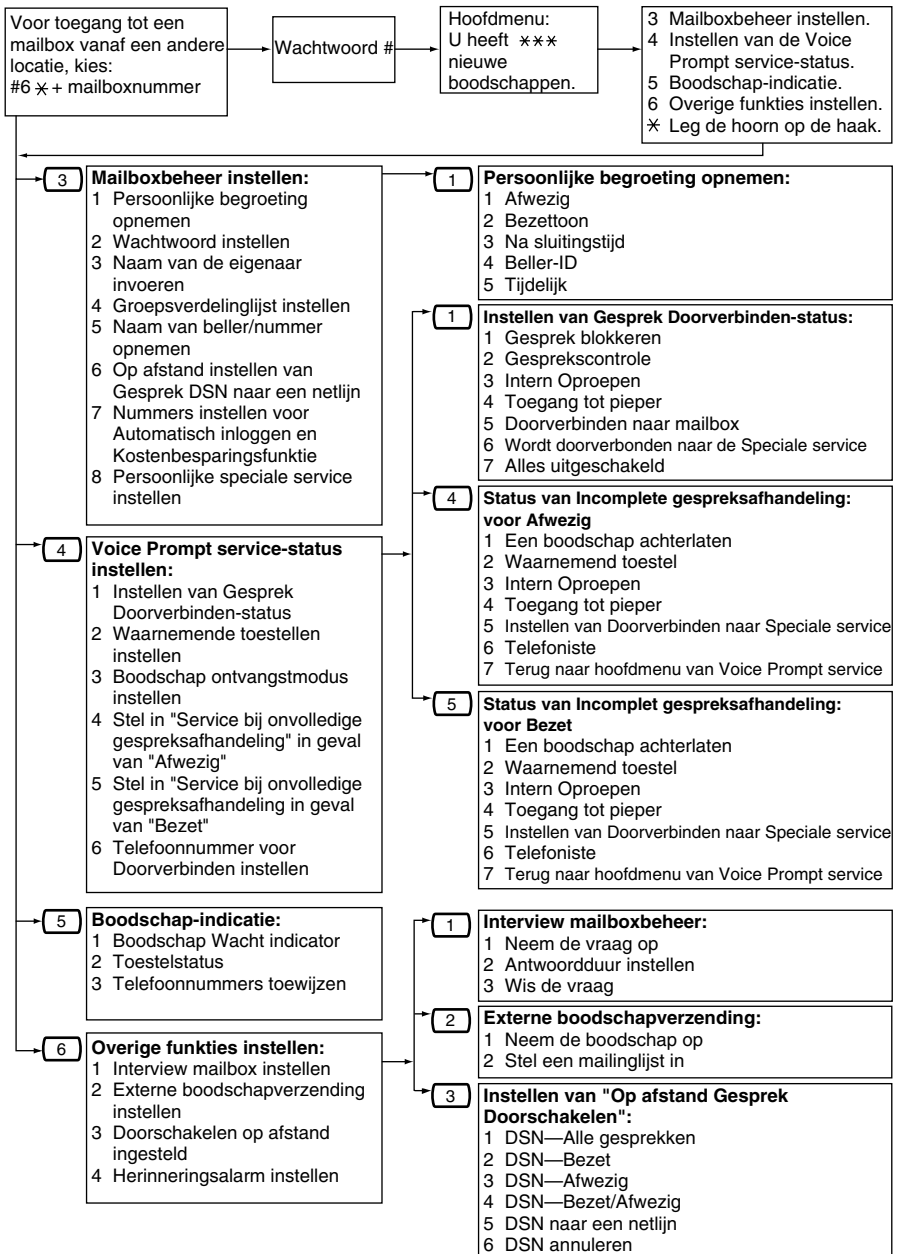 Voor toegang tot een
mailbox vanaf een andere
locatie, kies:
#6 ✳ + mailboxnummer
Wachtwoord #
Hoofdmenu:
U heeft ✳✳✳
nieuwe
boodschappen.
3 Mailboxbeheer instellen.
4 Instellen van de Voice
Prompt service-status.
5 Boodschap-indicatie.
6 Overige funkties instellen.
✳ Leg de hoorn op de haak.
3
Mailboxbeheer instellen:
1 Persoonlijke begroeting
opnemen
2 Wachtwoord instellen
3 Naam van de eigenaar
invoeren
4 Groepsverdelinglijst instellen
5 Naam van beller/nummer
opnemen
6 Op afstand instellen van
Gesprek DSN naar een netlijn
7 Nummers instellen voor
Automatisch inloggen en
Kostenbesparingsfunktie
8 Persoonlijke speciale service
instellen
1
Persoonlijke begroeting opnemen:
1 Afwezig
2 Bezettoon
3 Na sluitingstijd
4 Beller-ID
5 Tijdelijk
4
Voice Prompt service-status
instellen:
1 Instellen van Gesprek
Doorverbinden-status
2 Waarnemende toestellen
instellen
3 Boodschap ontvangstmodus
instellen
4 Stel in "Service bij onvolledige
gespreksafhandeling" in geval
van "Afwezig"
5 Stel in "Service bij onvolledige
gespreksafhandeling in geval
van "Bezet"
6 Telefoonnummer voor
Doorverbinden instellen
1
Instellen van Gesprek Doorverbinden-status:
1 Gesprek blokkeren
2 Gesprekscontrole
3 Intern Oproepen
4 Toegang tot pieper
5 Doorverbinden naar mailbox
6 Wordt doorverbonden naar de Speciale service
7 Alles uitgeschakeld
4
Status van Incomplete gespreksafhandeling:
voor Afwezig
1 Een boodschap achterlaten
2 Waarnemend toestel
3 Intern Oproepen
4 Toegang tot pieper
5 Instellen van Doorverbinden naar Speciale service
6 Telefoniste
7 Terug naar hoofdmenu van Voice Prompt service
5
Status van Incomplet gespreksafhandeling:
voor Bezet
1 Een boodschap achterlaten
2 Waarnemend toestel
3 Intern Oproepen
4 Toegang tot pieper
5 Instellen van Doorverbinden naar Speciale service
6 Telefoniste
7 Terug naar hoofdmenu van Voice Prompt service
5
Boodschap-indicatie:
1 Boodschap Wacht indicator
2 Toestelstatus
3 Telefoonnummers toewijzen
6
Overige funkties instellen:
1 Interview mailbox instellen
2 Externe boodschapverzending
instellen
3 Doorschakelen op afstand
ingesteld
4 Herinneringsalarm instellen
1
Interview mailboxbeheer:
1 Neem de vraag op
2 Antwoordduur instellen
3 Wis de vraag
2
Externe boodschapverzending:
1 Neem de boodschap op
2 Stel een mailinglijst in
3
Instellen van "Op afstand Gesprek
Doorschakelen":
1 DSN—Alle gesprekken
2 DSN—Bezet
3 DSN—Afwezig
4 DSN—Bezet/Afwezig
5 DSN naar een netlijn
6 DSN annuleren